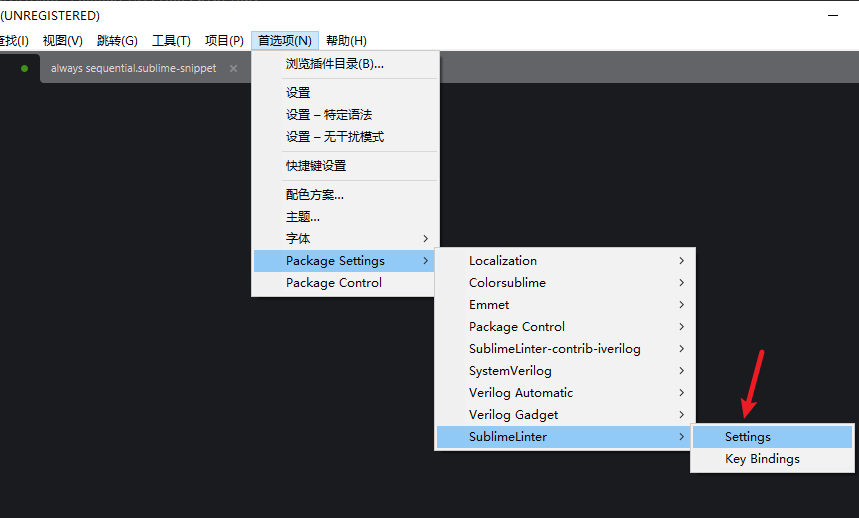 (UNREGISTERED)
查找(I) 视图(V) 跳转(G) 工具(T) 项目(P) 首选项(N) 帮助(H)
always sequential.sublime-snippet
浏览插件目录(B)...
设置
设置 – 特定语法
设置 – 无干扰模式
快捷键设置
配色方案...
主题...
字体
Package Settings
Package Control
Localization
Colorsublime
Emmet
Package Control
SublimeLinter-contrib-iverilog
SystemVerilog
Verilog Automatic
Verilog Gadget
SublimeLinter
Settings
Key Bindings